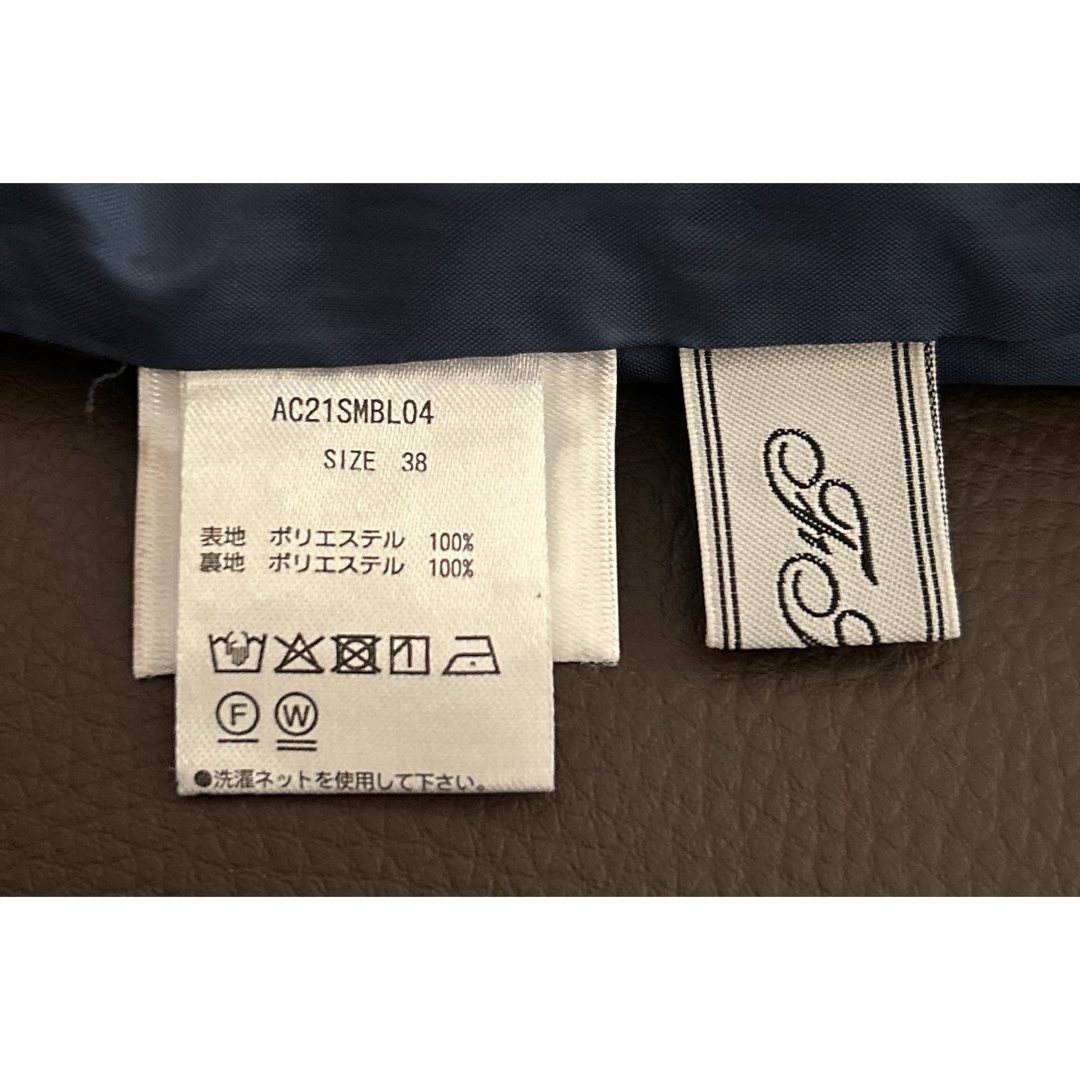 AC21SMBL04
SIZE 38
表地 ポリエステル 100%
裏地 ポリエステル 100%
F W
●洗濯ネットを使用して下さい。